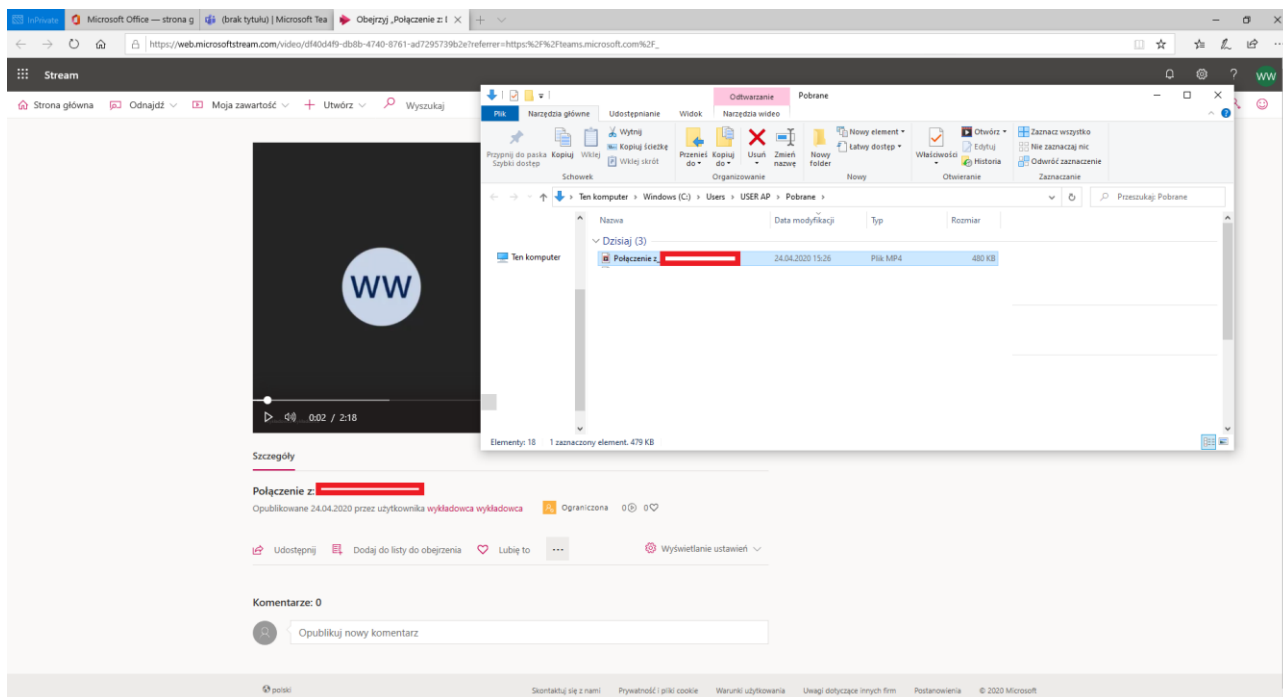 InPrivate Microsoft Office — strona g (brak tytułu) | Microsoft Tea Obejrzyj „Połączenie z: l
https://web.microsoftstream.com/video/df40d4f9-db8b-4740-8761-ad7295739b2e?referrer=https:%2F%2Fteams.microsoft.com%2F_
Stream ? WW
Strona główna Odnajdź Moja zawartość Utwórz Wyszukaj
Odtwarzanie Pobrane
Plik Narzędzia główne Udostępnianie Widok Narzędzia wideo
Przypnij do paska Szybki dostęp
Kopiuj
Wklej
Wytnij
Kopiuj ścieżkę
Wklej skrót
Schowek
Przenieś do
Kopiuj do
Usuń
Zmień nazwę
Organizowanie
Nowy folder
Nowy element
Łatwy dostęp
Nowy
Właściwości
Otwórz
Edytuj
Historia
Otwieranie
Zaznacz wszystko
Nie zaznaczaj nic
Odwróć zaznaczenie
Zaznaczanie
Ten komputer › Windows (C:) › Users › USER AP › Pobrane ›
Przeszukaj: Pobrane
Nazwa Data modyfikacji Typ Rozmiar
Dzisiaj (3)
Ten komputer
Połączenie z_ 24.04.2020 15:26 Plik MP4 480 KB
Elementy: 18 1 zaznaczony element. 479 KB
WW
0:02 / 2:18
Szczegóły
Połączenie z:
Opublikowane 24.04.2020 przez użytkownika wykładowca wykładowca Ograniczona 0 0
Udostępnij Dodaj do listy do obejrzenia Lubię to ... Wyświetlanie ustawień
Komentarze: 0
Opublikuj nowy komentarz
polski Skontaktuj się z nami Prywatność i pliki cookie Warunki użytkowania Uwagi dotyczące innych firm Postanowienia © 2020 Microsoft